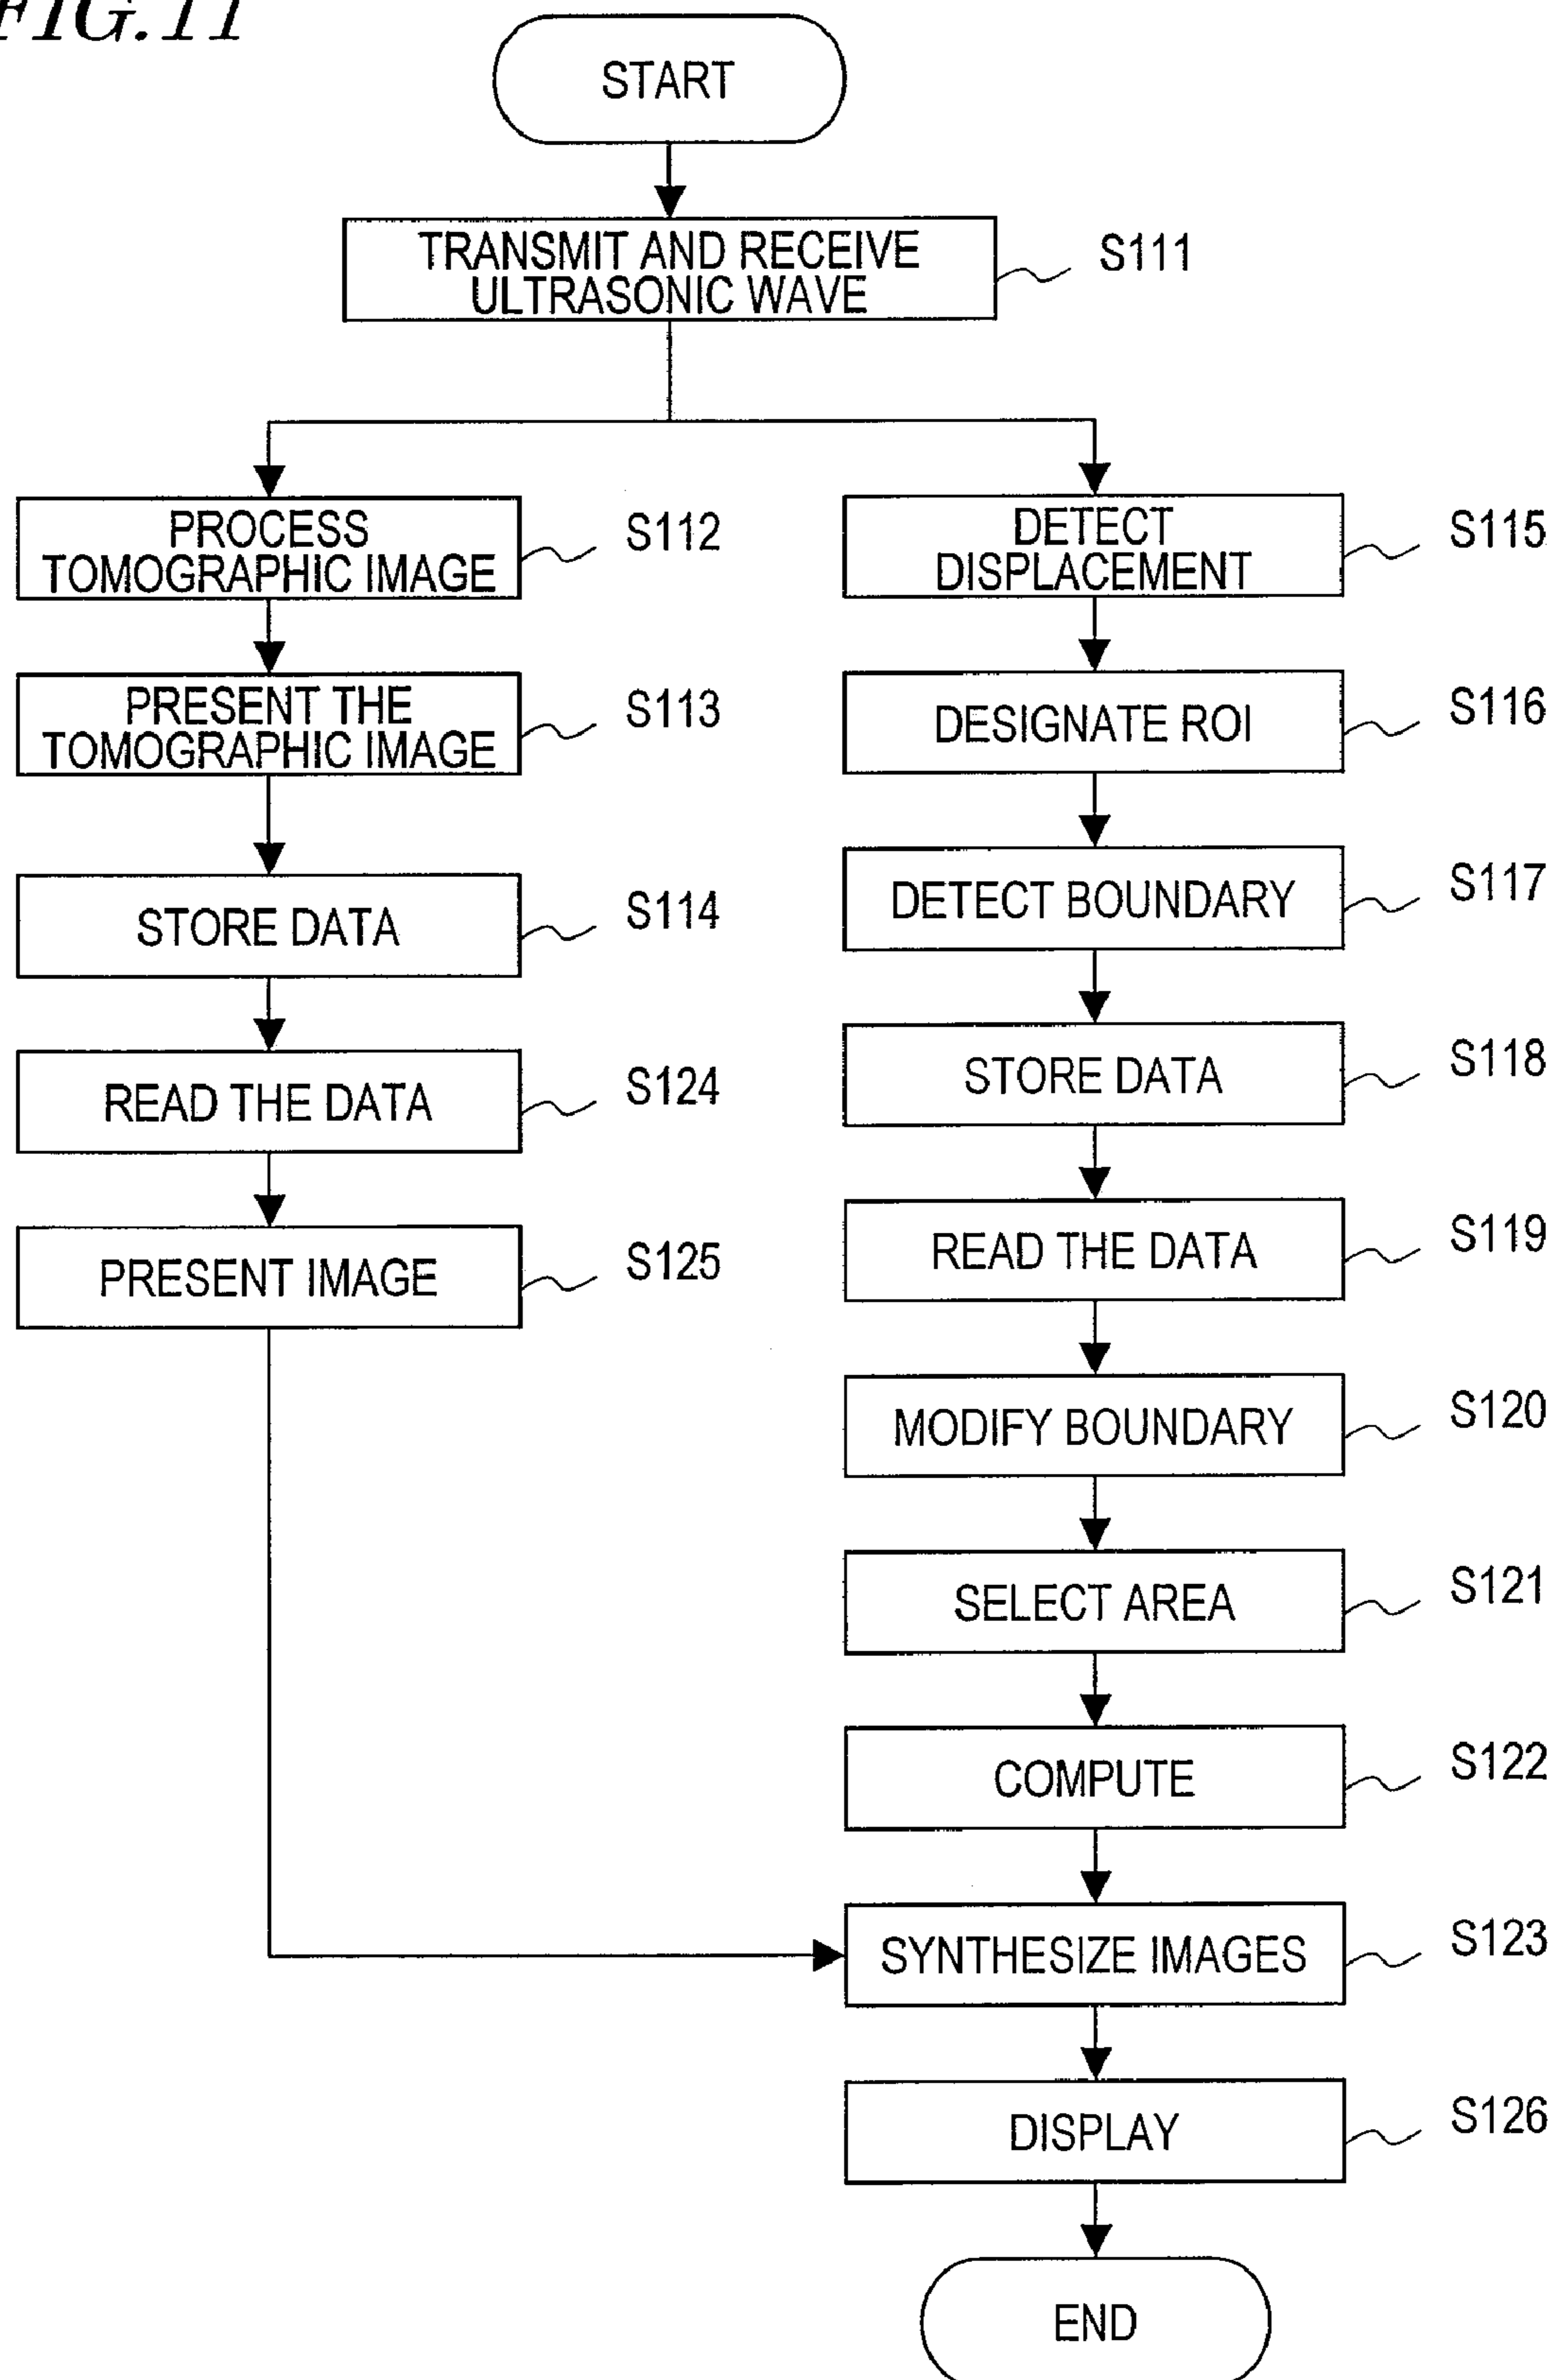 FIG.11
START
TRANSMIT AND RECEIVE
ULTRASONIC WAVE
S111
PROCESS
TOMOGRAPHIC IMAGE
S112
PRESENT THE
TOMOGRAPHIC IMAGE
S113
STORE DATA
S114
READ THE DATA
S124
PRESENT IMAGE
S125
DETECT
DISPLACEMENT
S115
DESIGNATE ROI
S116
DETECT BOUNDARY
S117
STORE DATA
S118
READ THE DATA
S119
MODIFY BOUNDARY
S120
SELECT AREA
S121
COMPUTE
S122
SYNTHESIZE IMAGES
S123
DISPLAY
S126
END